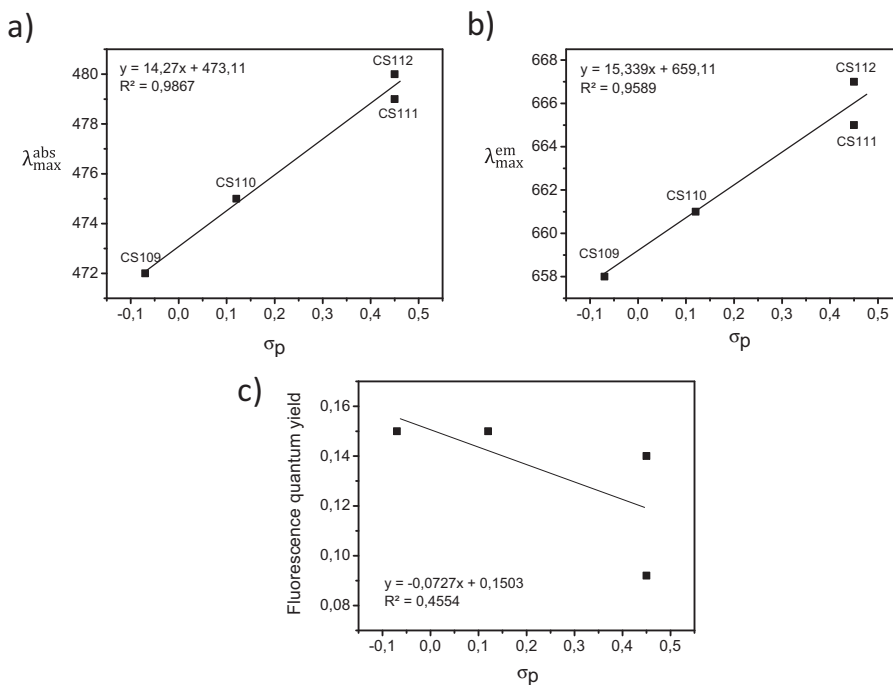 a)
y = 14,27x + 473,11
R² = 0,9867
CS112
CS111
CS110
CS109
480
478
476
474
472
λmax^abs
-0,1 0,0 0,1 0,2 0,3 0,4 0,5
σp
b)
y = 15,339x + 659,11
R² = 0,9589
CS112
CS111
CS110
CS109
668
666
664
662
660
658
λmax^em
-0,1 0,0 0,1 0,2 0,3 0,4 0,5
σp
c)
Fluorescence quantum yield
0,16
0,14
0,12
0,10
0,08
y = -0,0727x + 0,1503
R² = 0,4554
-0,1 0,0 0,1 0,2 0,3 0,4 0,5
σp